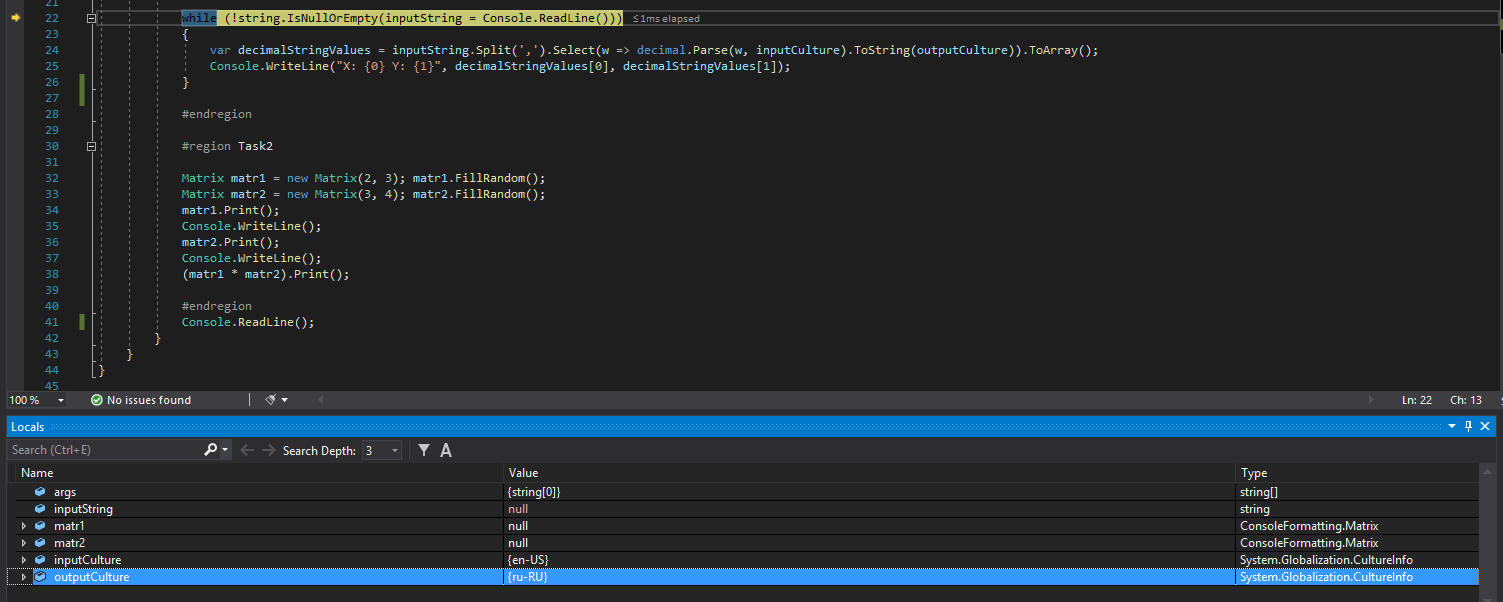 21
22 while (!string.IsNullOrEmpty(inputString = Console.ReadLine())) ≤1ms elapsed
23 {
24 var decimalStringValues = inputString.Split(',').Select(w => decimal.Parse(w, inputCulture).ToString(outputCulture)).ToArray();
25 Console.WriteLine("X: {0} Y: {1}", decimalStringValues[0], decimalStringValues[1]);
26 }
27
28 #endregion
29
30 #region Task2
31
32 Matrix matr1 = new Matrix(2, 3); matr1.FillRandom();
33 Matrix matr2 = new Matrix(3, 4); matr2.FillRandom();
34 matr1.Print();
35 Console.WriteLine();
36 matr2.Print();
37 Console.WriteLine();
38 (matr1 * matr2).Print();
39
40 #endregion
41 Console.ReadLine();
42 }
43 }
44 }
45
100 % No issues found Ln: 22 Ch: 13
Locals
Search (Ctrl+E) Search Depth: 3 A
Name Value Type
args {string[0]} string[]
inputString null string
matr1 null ConsoleFormatting.Matrix
matr2 null ConsoleFormatting.Matrix
inputCulture {en-US} System.Globalization.CultureInfo
outputCulture {ru-RU} System.Globalization.CultureInfo